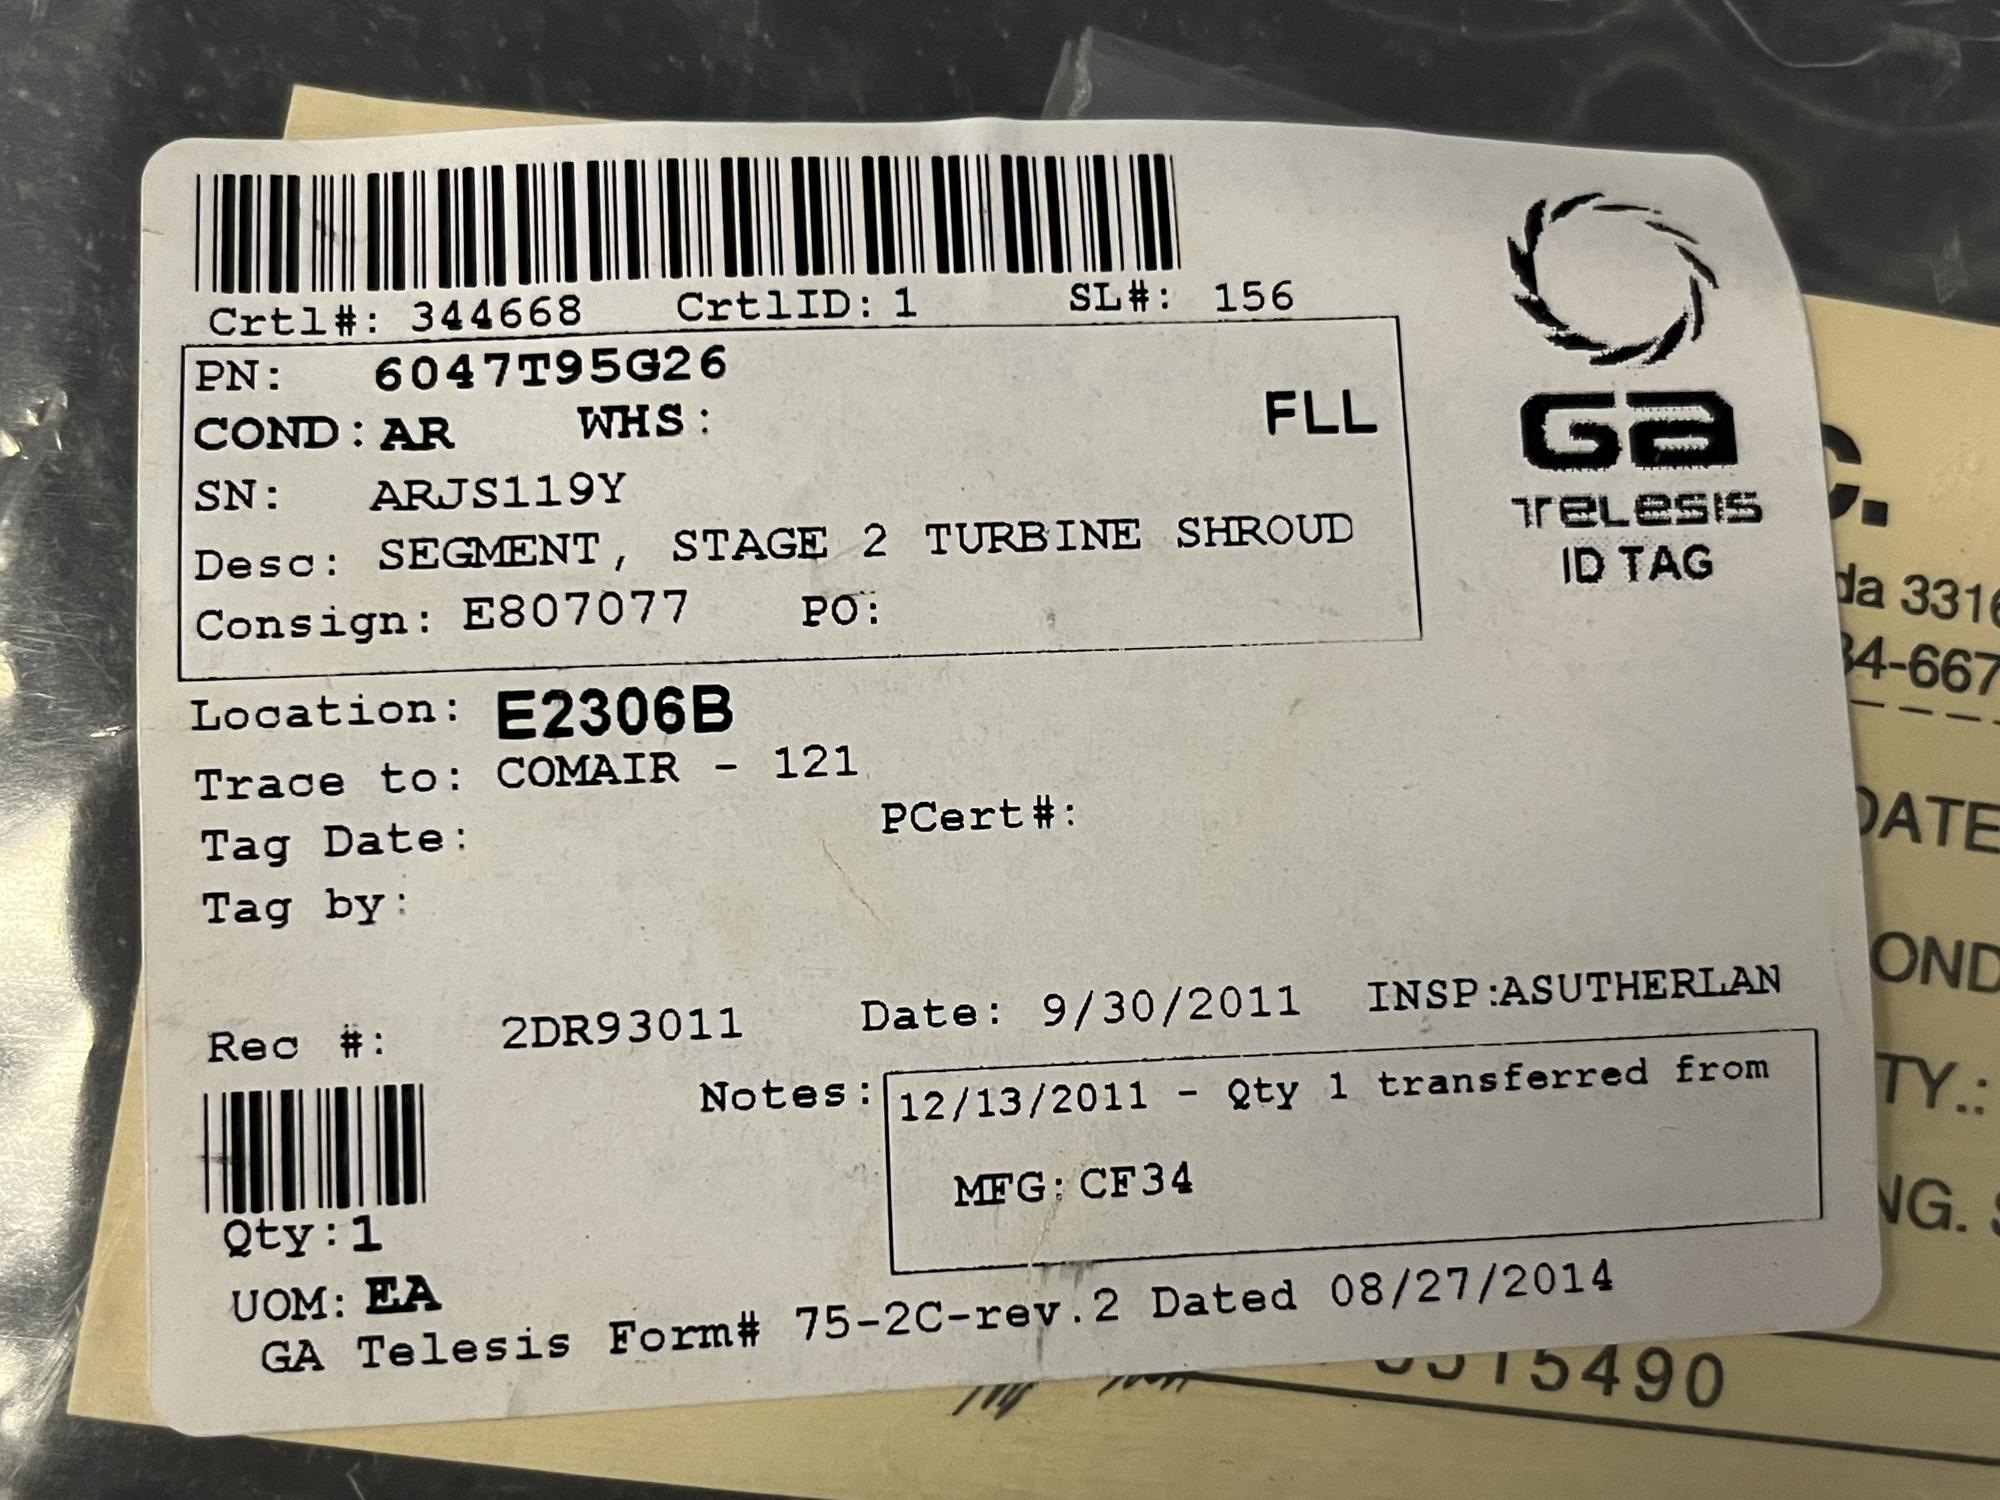 Crtl#: 344668 CrtlID: 1 SL#: 156
PN: 6047T95G26
COND: AR WHS: FLL
SN: ARJS119Y
Desc: SEGMENT, STAGE 2 TURBINE SHROUD
Consign: E807077 PO:
Location: E2306B
Trace to: COMAIR - 121
Tag Date: PCert#:
Tag by:
Rec #: 2DR93011 Date: 9/30/2011 INSP:ASUTHERLAN
Notes: 12/13/2011 - Qty 1 transferred from
MFG: CF34
Qty: 1
UOM: EA
GA Telesis Form# 75-2C-rev.2 Dated 08/27/2014
Ga
TELESIS
ID TAG
C.
da 3316
34-667
DATE
OND
TY.:
NG. S
15490